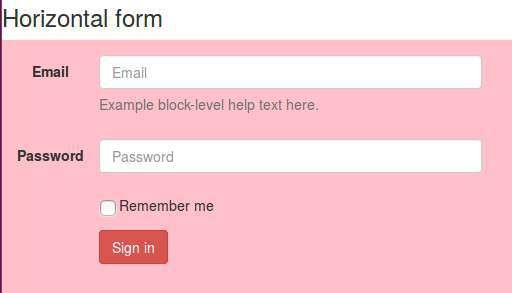 Horizontal form
Email Email
Example block-level help text here.
Password Password
Remember me
Sign in